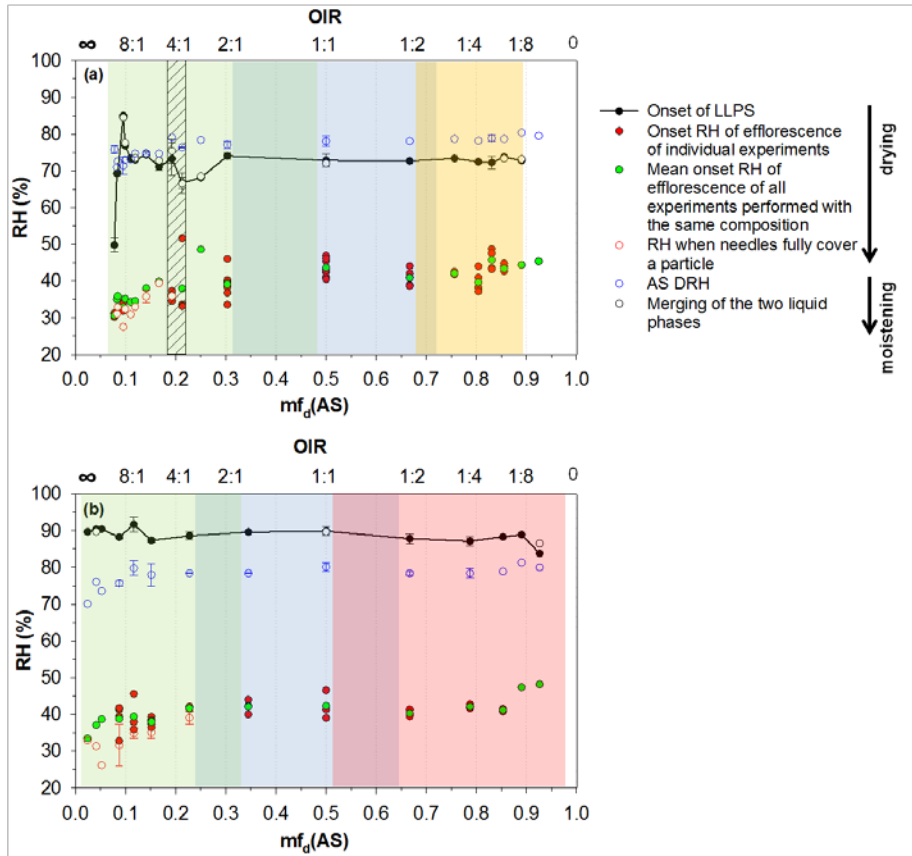 OIR
∞ 8:1 4:1 2:1 1:1 1:2 1:4 1:8 0
100
(a)
90
80
70
60
50
40
30
20
RH (%)
0.0 0.1 0.2 0.3 0.4 0.5 0.6 0.7 0.8 0.9 1.0
mfd(AS)
Onset of LLPS
Onset RH of efflorescence
of individual experiments
Mean onset RH of
efflorescence of all
experiments performed with
the same composition
RH when needles fully cover
a particle
AS DRH
Merging of the two liquid
phases
drying
moistening
OIR
∞ 8:1 4:1 2:1 1:1 1:2 1:4 1:8 0
100
(b)
90
80
70
60
50
40
30
20
RH (%)
0.0 0.1 0.2 0.3 0.4 0.5 0.6 0.7 0.8 0.9 1.0
mfd(AS)